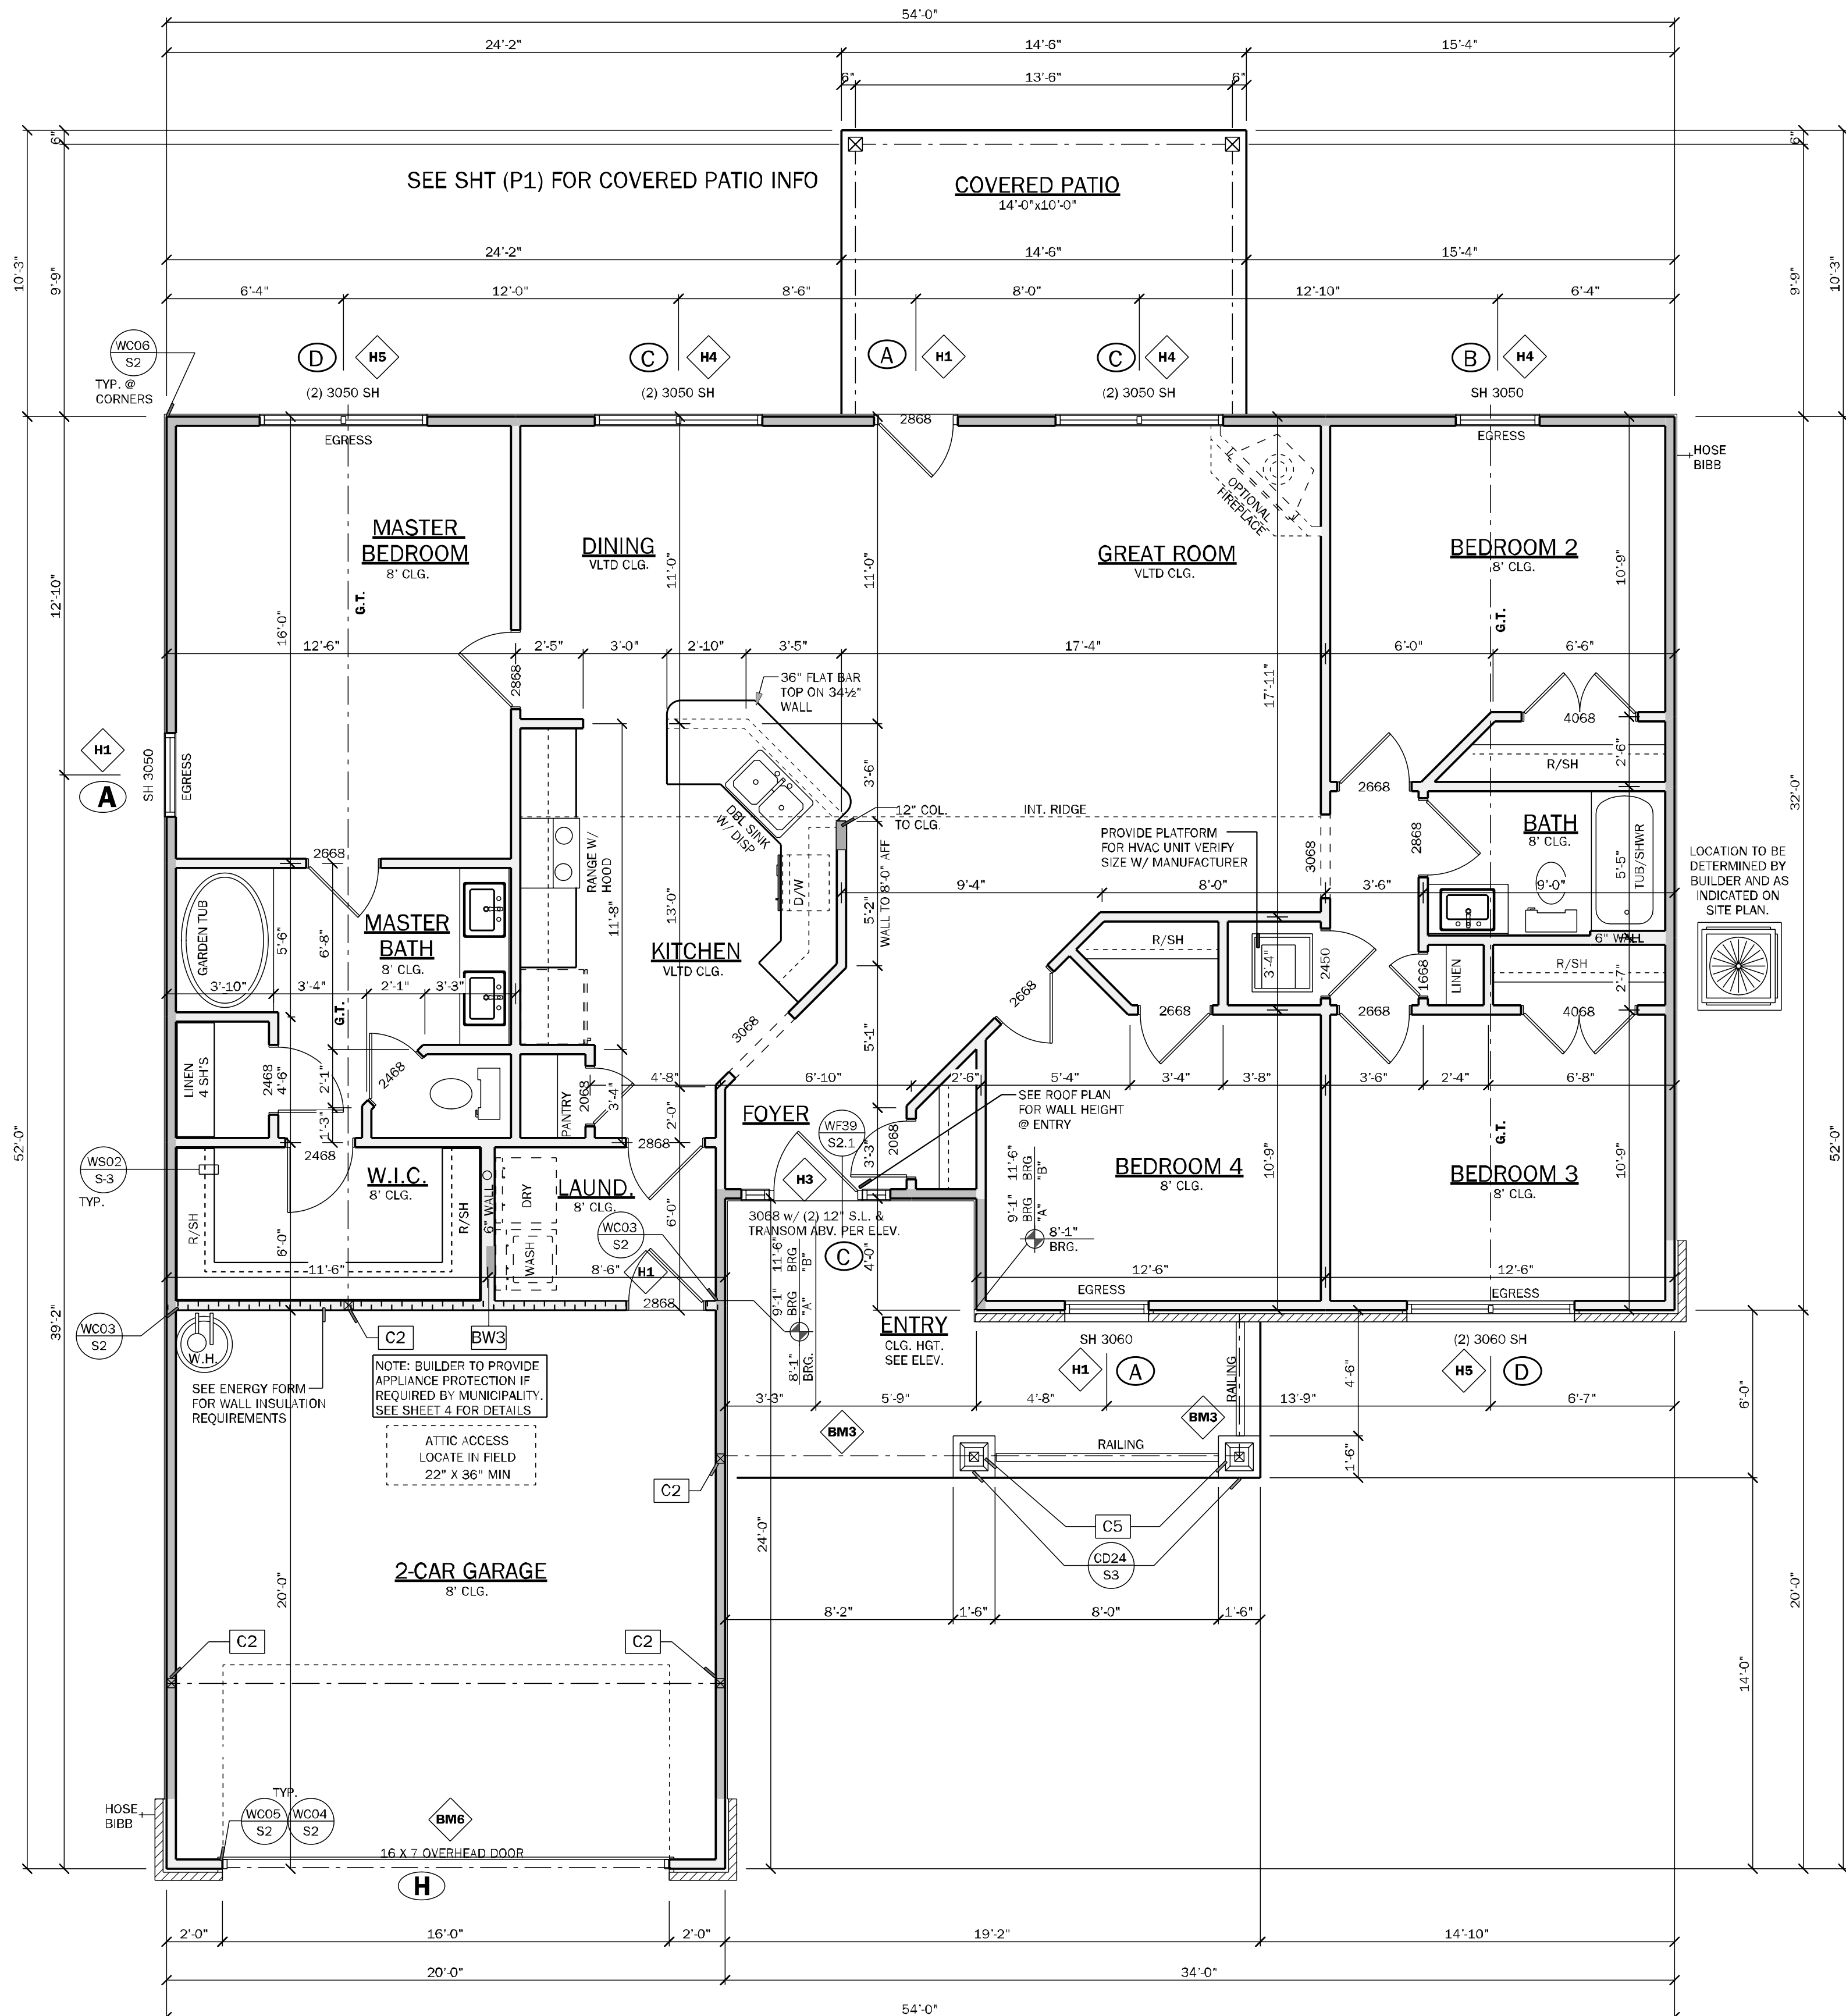 54'-0"
24'-2" 14'-6" 15'-4"
6" 13'-6" 6"
SEE SHT (P1) FOR COVERED PATIO INFO
COVERED PATIO
14'-0"x10'-0"
6" 6"
10'-3" 9'-9" 9'-9" 10'-3"
24'-2" 14'-6" 15'-4"
6'-4" 12'-0" 8'-6" 8'-0" 12'-10" 6'-4"
WC06
S2
TYP. @
CORNERS
D H5 C H4 A H1 C H4 B H4
(2) 3050 SH (2) 3050 SH (2) 3050 SH SH 3050
2868
EGRESS EGRESS
HOSE
BIBB
OPTIONAL
FIREPLACE
MASTER
BEDROOM
8' CLG.
DINING
VLTD CLG.
GREAT ROOM
VLTD CLG.
BEDROOM 2
8' CLG.
12'-10" 16'-0" G.T. 11'-0" 11'-0" G.T. 10'-9"
12'-6" 2'-5" 3'-0" 2'-10" 3'-5" 17'-4" 6'-0" 6'-6"
2868
36" FLAT BAR
TOP ON 34½"
WALL
17'-11"
4068
2'-6"
R/SH
H1
A
SH 3050
EGRESS
3'-6"
2668
32'-0"
DBL SINK
W/ DISP
12" COL.
TO CLG.
INT. RIDGE
PROVIDE PLATFORM
FOR HVAC UNIT VERIFY
SIZE W/ MANUFACTURER
3068
2868
BATH
8' CLG.
5'-5"
TUB/SHWR
LOCATION TO BE
DETERMINED BY
BUILDER AND AS
INDICATED ON
SITE PLAN.
2668
RANGE W/
HOOD
D/W
WALL TO 8'-0" AFF
9'-4" 8'-0" 3'-6" 9'-0"
GARDEN TUB
5'-6" 6'-8"
MASTER
BATH
8' CLG.
11'-8" 13'-0" 5'-2"
KITCHEN
VLTD CLG.
R/SH
3'-4"
2450
1668
LINEN
6" WALL
R/SH
2'-7"
3'-10" 3'-4" 2'-1" 3'-3"
G.T.
3068
5'-1"
2668
2668
2668
4068
LINEN
4 SH'S
2468
4'-6"
2'-1"
1'-3"
2468
PANTRY
2068
3'-4"
4'-8" 6'-10" 2'-6" 5'-4" 3'-4" 3'-8" 3'-6" 2'-4" 6'-8"
2'-0"
FOYER
WF39
S2.1
3'-3"
2068
SEE ROOF PLAN
FOR WALL HEIGHT
@ ENTRY
G.T.
52'-0" 52'-0"
WS02
S-3
TYP.
2468
2868
W.I.C.
8' CLG.
R/SH
R/SH
6'-0"
6" WALL
DRY
WASH
LAUND.
8' CLG.
6'-0"
WC03
S2
H3
3068 w/ (2) 12" S.L. &
TRANSOM ABV. PER ELEV.
C
4'-0"
9'-1" 11'-6"
BRG BRG
"A" "B"
8'-1"
BRG.
BEDROOM 4
8' CLG.
10'-9"
BEDROOM 3
8' CLG.
10'-9"
11'-6" 8'-6" H1 12'-6" 12'-6"
2868
9'-1" 11'-6"
BRG BRG
"A" "B"
8'-1"
BRG.
EGRESS EGRESS
39'-2"
WC03
S2
W.H.
C2 BW3
ENTRY
CLG. HGT.
SEE ELEV.
SH 3060
H1 A
(2) 3060 SH
H5 D
RAILING
4'-6"
SEE ENERGY FORM
FOR WALL INSULATION
REQUIREMENTS
NOTE: BUILDER TO PROVIDE
APPLIANCE PROTECTION IF
REQUIRED BY MUNICIPALITY.
SEE SHEET 4 FOR DETAILS
3'-3" 5'-9" 4'-8" 13'-9" 6'-7"
6'-0"
BM3 BM3
ATTIC ACCESS
LOCATE IN FIELD
22" X 36" MIN
RAILING
1'-6"
C2
C5
CD24
S3
24'-0"
2-CAR GARAGE
8' CLG.
20'-0" 20'-0"
8'-2" 1'-6" 8'-0" 1'-6"
C2 C2
14'-0"
HOSE
BIBB
TYP.
WC05
S2
WC04
S2
BM6
16 X 7 OVERHEAD DOOR
H
2'-0" 16'-0" 2'-0" 19'-2" 14'-10"
20'-0" 34'-0"
54'-0"